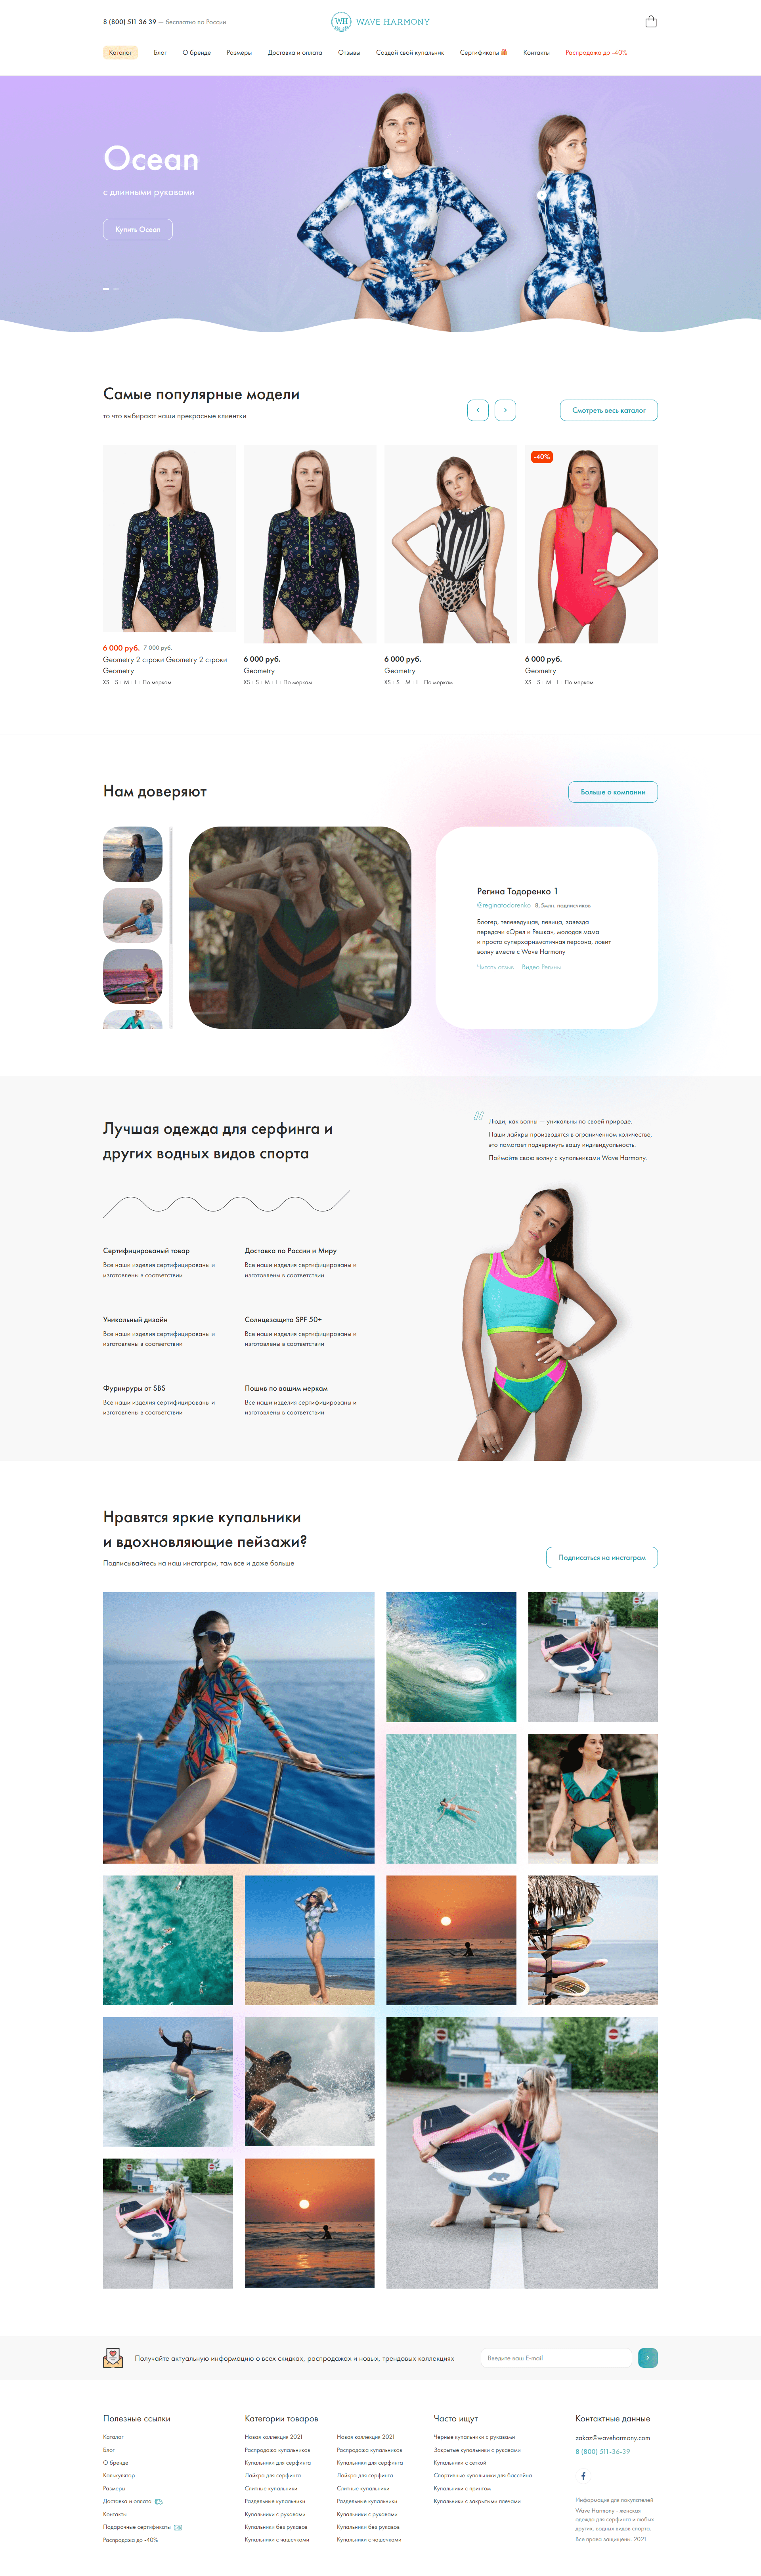 8 (800) 511 36 39 — бесплатно по России
WH WAVE HARMONY
Каталог Блог О бренде Размеры Доставка и оплата Отзывы Создай свой купальник Сертификаты Контакты Распродажа до -40%
Ocean
с длинными рукавами
Купить Ocean
Самые популярные модели
то что выбирают наши прекрасные клиентки
Смотреть весь каталог
-40%
6 000 руб. 7 000 руб.
Geometry 2 строки Geometry 2 строки
Geometry
XS · S · M · L · По меркам
6 000 руб.
Geometry
XS · S · M · L · По меркам
6 000 руб.
Geometry
XS · S · M · L · По меркам
6 000 руб.
Geometry
XS · S · M · L · По меркам
Нам доверяют
Больше о компании
Регина Тодоренко 1
@reginatodorenko 8,5млн. подписчиков
Блогер, телеведущая, певица, завезда
передачи «Орел и Решка», молодая мама
и просто суперхаризматичная персона, ловит
волну вместе с Wave Harmony
Читать отзыв Видео Регины
Лучшая одежда для серфинга и
других водных видов спорта
Люди, как волны — уникальны по своей природе.
Наши лайкры производятся в ограниченном количестве,
это помогает подчеркнуть вашу индивидуальность.
Поймайте свою волну с купальниками Wave Harmony.
Сертифицированый товар
Все наши изделия сертифицированы и
изготовлены в соответствии
Доставка по России и Миру
Все наши изделия сертифицированы и
изготовлены в соответствии
Уникальный дизайн
Все наши изделия сертифицированы и
изготовлены в соответствии
Солнцезащита SPF 50+
Все наши изделия сертифицированы и
изготовлены в соответствии
Фурнируры от SBS
Все наши изделия сертифицированы и
изготовлены в соответствии
Пошив по вашим меркам
Все наши изделия сертифицированы и
изготовлены в соответствии
Нравятся яркие купальники
и вдохновляющие пейзажи?
Подписывайтесь на наш инстаграм, там все и даже больше
Подписаться на инстаграм
Получайте актуальную информацию о всех скидках, распродажах и новых, трендовых коллекциях
Введите ваш E-mail
Полезные ссылки
Каталог
Блог
О бренде
Калькулятор
Размеры
Доставка и оплата
Контакты
Подарочные сертификаты
Распродажа до -40%
Категории товаров
Новая коллекция 2021
Распродажа купальников
Купальники для серфинга
Лайкра для серфинга
Слитные купальники
Раздельные купальники
Купальники с рукавами
Купальники без рукавов
Купальники с чашечками
Новая коллекция 2021
Распродажа купальников
Купальники для серфинга
Лайкра для серфинга
Слитные купальники
Раздельные купальники
Купальники с рукавами
Купальники без рукавов
Купальники с чашечками
Часто ищут
Черные купальники с рукавами
Закрытые купальники с рукавами
Купальники с сеткой
Спортивные купальники для бассейна
Купальники с принтом
Купальники с закрытыми плечами
Контактные данные
zakaz@waveharmony.com
8 (800) 511-36-39
Информация для покупателей
Wave Harmony - женская
одежда для серфинга и любых
других, водных видов спорта.
Все права защищены. 2021